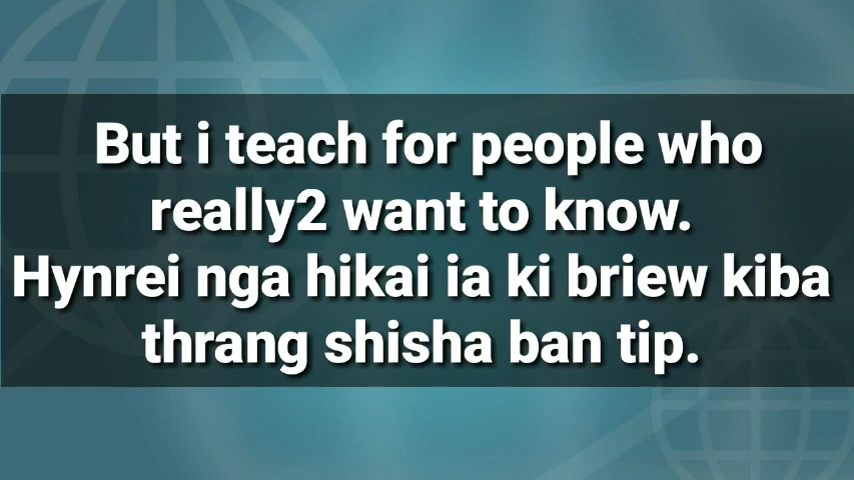 But i teach for people who
really2 want to know.
Hynrei nga hikai ia ki briew kiba
thrang shisha ban tip.